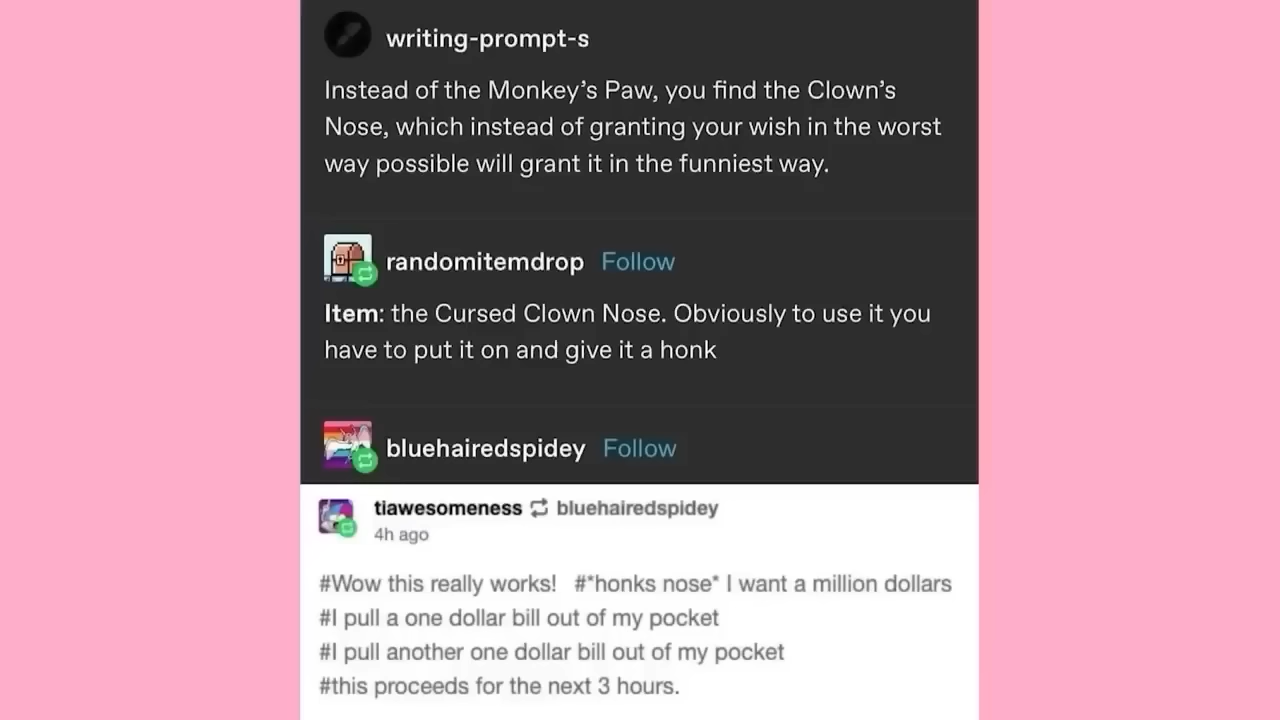 writing-prompt-s
Instead of the Monkey’s Paw, you find the Clown’s
Nose, which instead of granting your wish in the worst
way possible will grant it in the funniest way.
randomitemdrop Follow
Item: the Cursed Clown Nose. Obviously to use it you
have to put it on and give it a honk
bluehairedspidey Follow
tiawesomeness bluehairedspidey
4h ago
#Wow this really works! #*honks nose* I want a million dollars
#I pull a one dollar bill out of my pocket
#I pull another one dollar bill out of my pocket
#this proceeds for the next 3 hours.